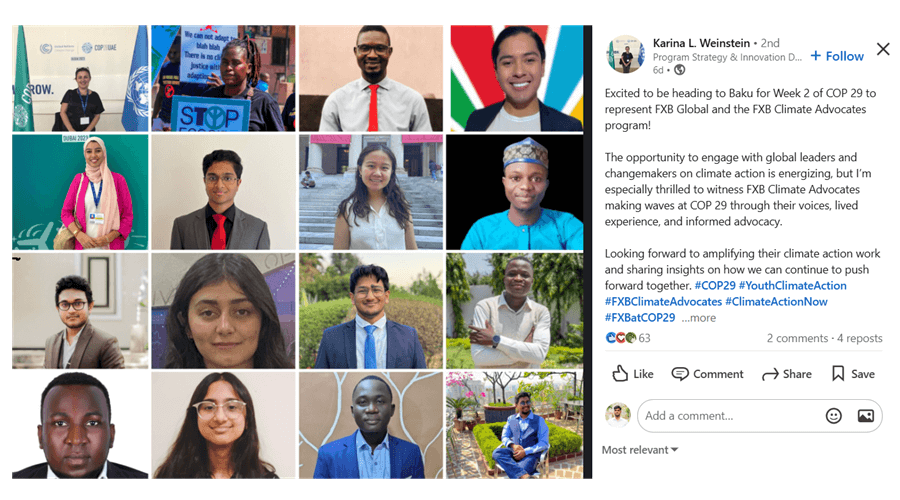 COP28UAE
ROW.
We can not adapt
blah blah
There is no cli
justice with
STOP
DUBAI 2023
Karina L. Weinstein • 2nd
Program Strategy & Innovation D...
6d •
+ Follow
Excited to be heading to Baku for Week 2 of COP 29 to
represent FXB Global and the FXB Climate Advocates
program!
The opportunity to engage with global leaders and
changemakers on climate action is energizing, but I'm
especially thrilled to witness FXB Climate Advocates
making waves at COP 29 through their voices, lived
experience, and informed advocacy.
Looking forward to amplifying their climate action work
and sharing insights on how we can continue to push
forward together. #COP29 #YouthClimateAction
#FXBClimateAdvocates #ClimateActionNow
#FXBatCOP29 ...more
63
2 comments • 4 reposts
Like Comment Share Save
Add a comment...
Most relevant